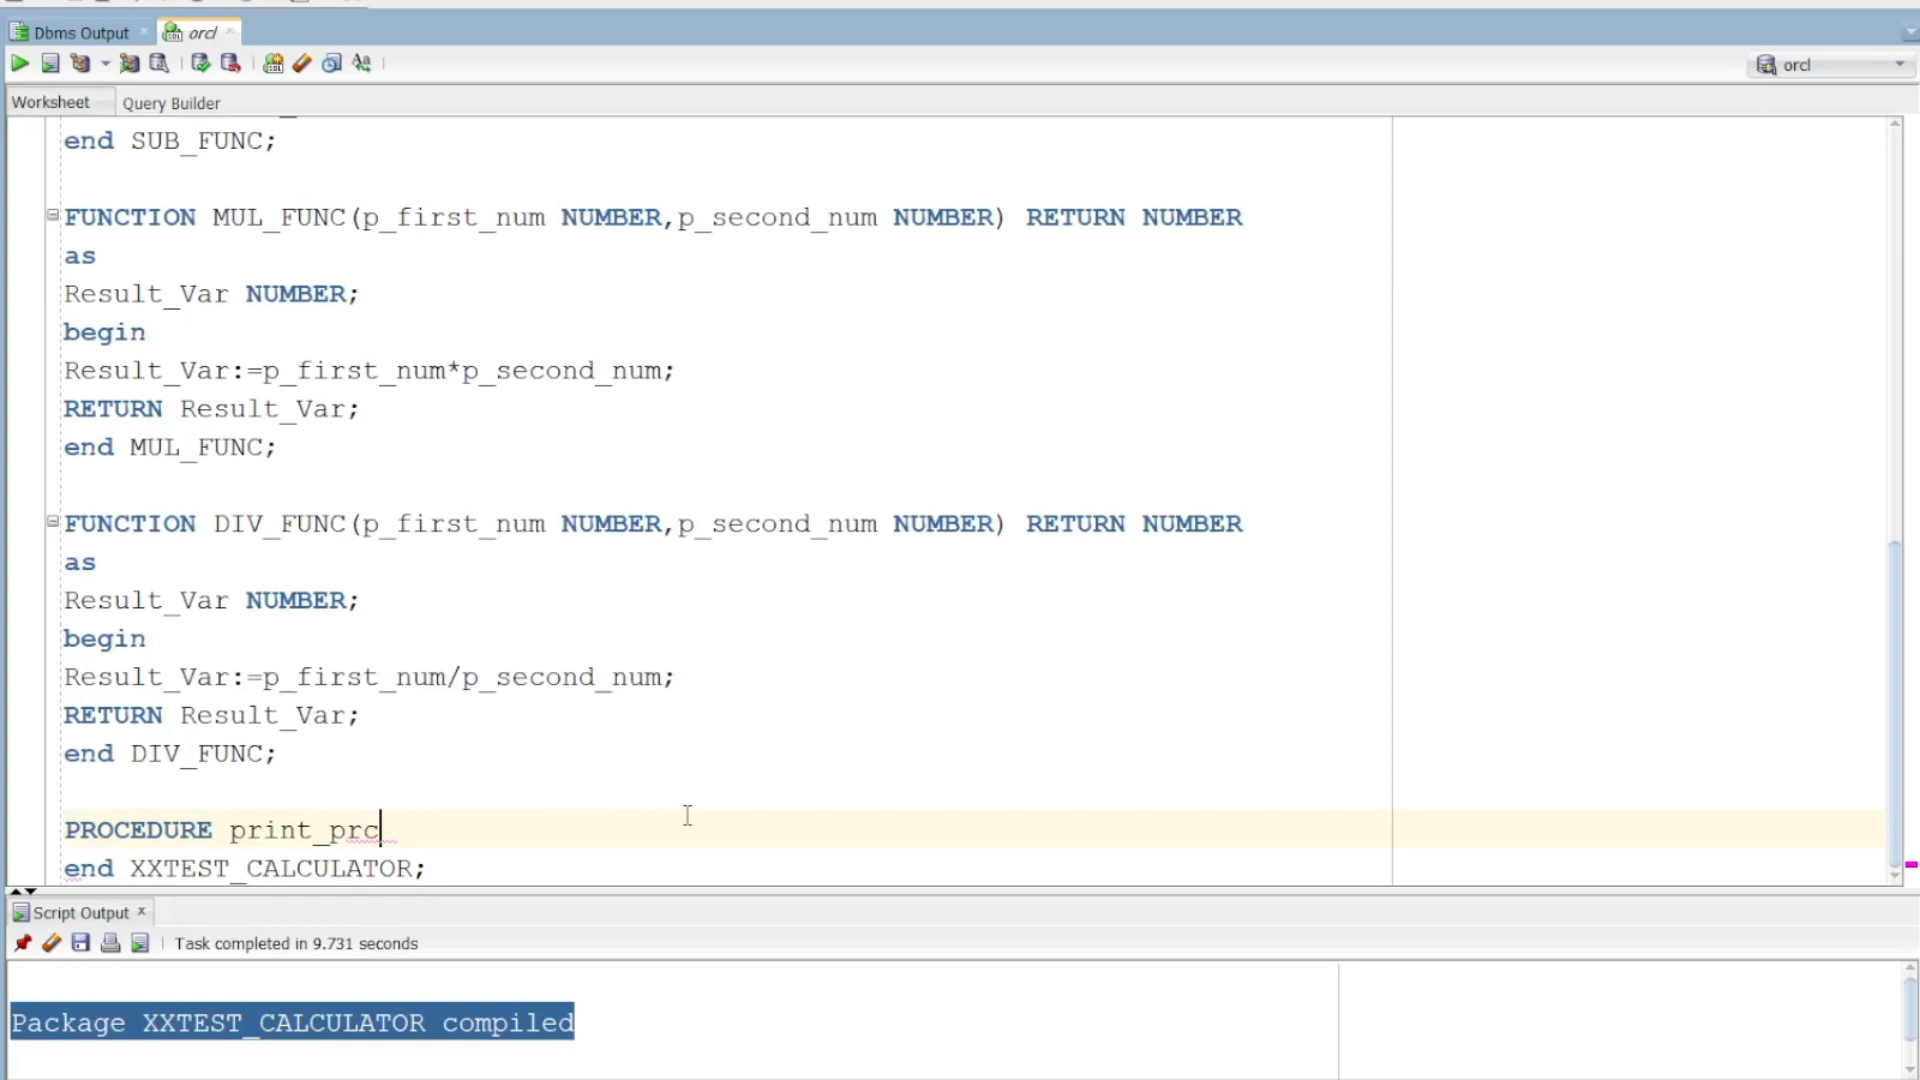 Dbms Output
orcl
orcl
Worksheet
Query Builder
end SUB_FUNC;
FUNCTION MUL_FUNC(p_first_num NUMBER,p_second_num NUMBER) RETURN NUMBER
as
Result_Var NUMBER;
begin
Result_Var:=p_first_num*p_second_num;
RETURN Result_Var;
end MUL_FUNC;
FUNCTION DIV_FUNC(p_first_num NUMBER,p_second_num NUMBER) RETURN NUMBER
as
Result_Var NUMBER;
begin
Result_Var:=p_first_num/p_second_num;
RETURN Result_Var;
end DIV_FUNC;
PROCEDURE print_prc
end XXTEST_CALCULATOR;
Script Output
Task completed in 9.731 seconds
Package XXTEST_CALCULATOR compiled